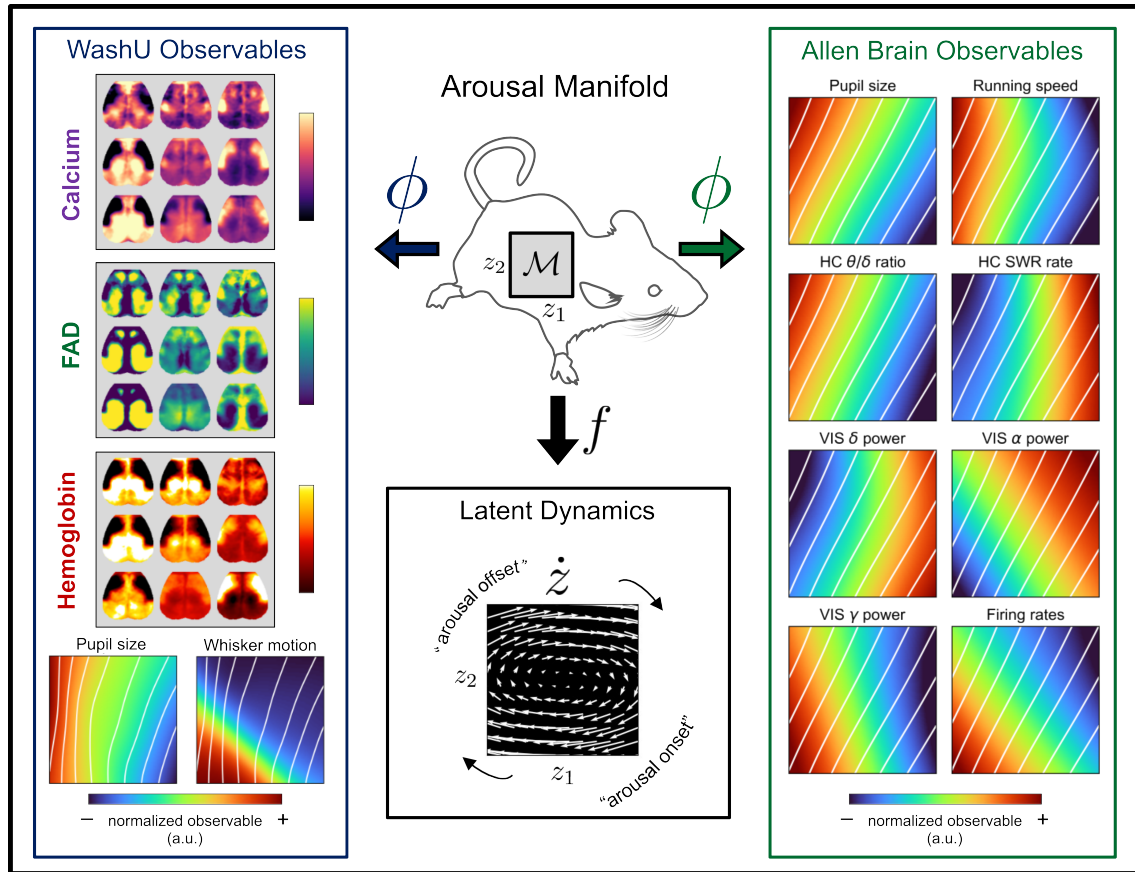 WashU Observables
Calcium
FAD
Hemoglobin
Pupil size
Whisker motion
− normalized observable +
(a.u.)
Arousal Manifold
ϕ
ϕ
z₂
ℳ
z₁
f
Latent Dynamics
ż
“arousal offset”
z₂
z₁
“arousal onset”
Allen Brain Observables
Pupil size
Running speed
HC θ/δ ratio
HC SWR rate
VIS δ power
VIS α power
VIS γ power
Firing rates
− normalized observable +
(a.u.)